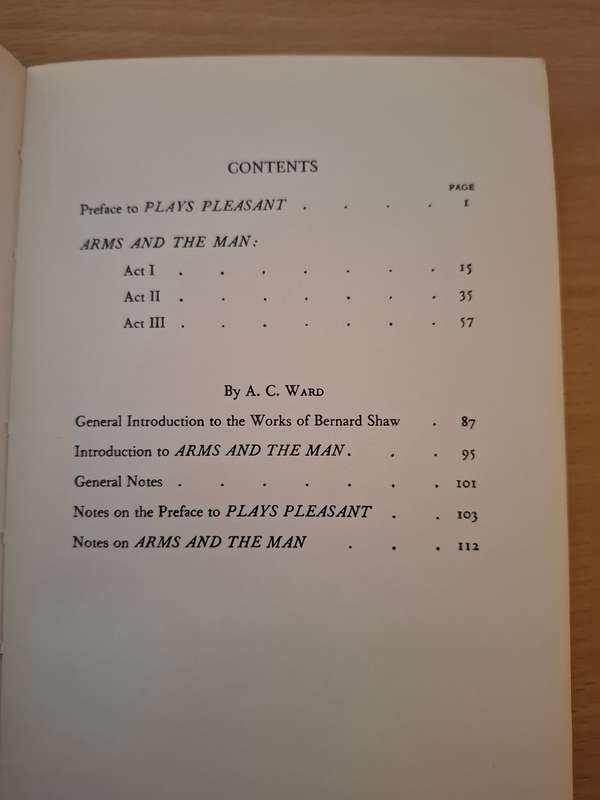 CONTENTS
PAGE
Preface to PLAYS PLEASANT . . . . 1
ARMS AND THE MAN:
Act I . . . . . . . 15
Act II . . . . . . . 35
Act III . . . . . . . 57
By A. C. WARD
General Introduction to the Works of Bernard Shaw . 87
Introduction to ARMS AND THE MAN . . . 95
General Notes . . . . . . . 101
Notes on the Preface to PLAYS PLEASANT . . 103
Notes on ARMS AND THE MAN . . . 112